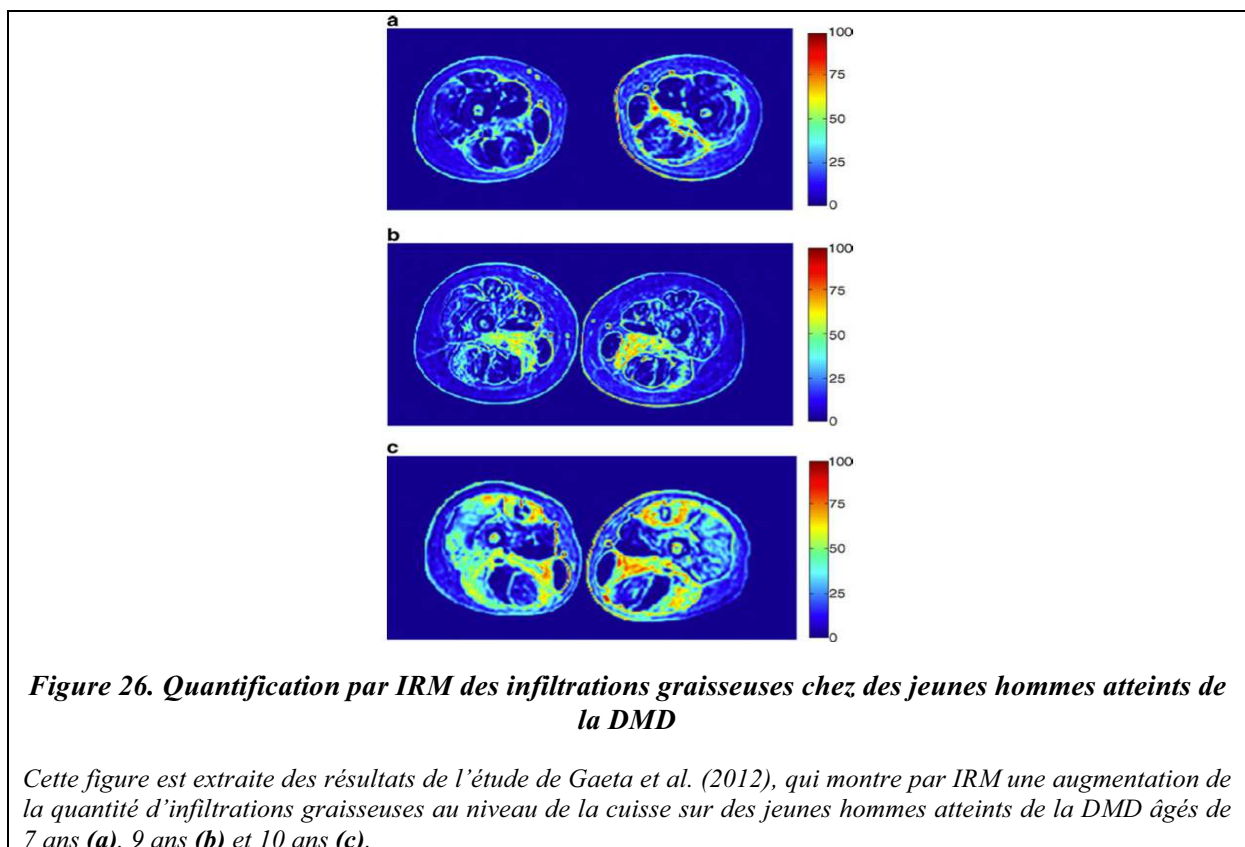 a
100
75
50
25
0
b
100
75
50
25
0
c
100
75
50
25
0
Figure 26. Quantification par IRM des infiltrations graisseuses chez des jeunes hommes atteints de
la DMD
Cette figure est extraite des résultats de l’étude de Gaeta et al. (2012), qui montre par IRM une augmentation de
la quantité d’infiltrations graisseuses au niveau de la cuisse sur des jeunes hommes atteints de la DMD âgés de
7 ans (a), 9 ans (b) et 10 ans (c).